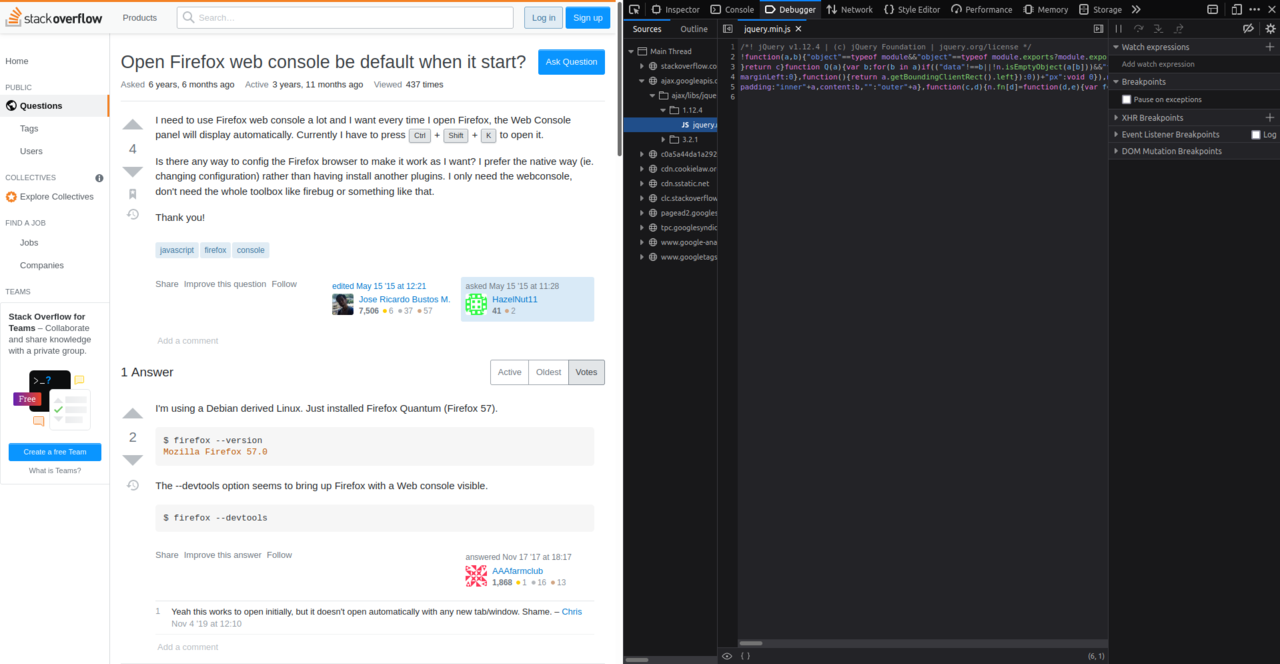 stackoverflow
Products
Search...
Log in
Sign up
Home
PUBLIC
Questions
Tags
Users
COLLECTIVES
Explore Collectives
FIND A JOB
Jobs
Companies
TEAMS
Stack Overflow for
Teams – Collaborate
and share knowledge
with a private group.
>_?
Free
Create a free Team
What is Teams?
Open Firefox web console be default when it start?
Ask Question
Asked 6 years, 6 months ago Active 3 years, 11 months ago Viewed 437 times
I need to use Firefox web console a lot and I want every time I open Firefox, the Web Console
panel will display automatically. Currently I have to press Ctrl + Shift + K to open it.
4
Is there any way to config the Firefox browser to make it work as I want? I prefer the native way (ie.
changing configuration) rather than having install another plugins. I only need the webconsole,
don't need the whole toolbox like firebug or something like that.
Thank you!
javascript firefox console
Share Improve this question Follow
edited May 15 '15 at 12:21
Jose Ricardo Bustos M.
7,506 6 37 57
asked May 15 '15 at 11:28
HazelNut11
41 2
Add a comment
1 Answer
Active Oldest Votes
I'm using a Debian derived Linux. Just installed Firefox Quantum (Firefox 57).
2
$ firefox --version
Mozilla Firefox 57.0
The --devtools option seems to bring up Firefox with a Web console visible.
$ firefox --devtools
Share Improve this answer Follow
answered Nov 17 '17 at 18:17
AAAfarmclub
1,868 1 16 13
1 Yeah this works to open initially, but it doesn't open automatically with any new tab/window. Shame. – Chris
Nov 4 '19 at 12:10
Add a comment
Inspector Console Debugger Network Style Editor Performance Memory Storage
Sources Outline
Main Thread
stackoverflow.co
ajax.googleapis.c
ajax/libs/jque
1.12.4
JS jquery.
3.2.1
c0a5a44da1a292
cdn.cookielaw.or
cdn.sstatic.net
clc.stackoverflow
pagead2.googles
tpc.googlesyndic
www.google-ana
www.googletags
jquery.min.js
1 /*! jQuery v1.12.4 | (c) jQuery Foundation | jquery.org/license */
2 !function(a,b){"object"==typeof module&&"object"==typeof module.exports?module.expo
3 }return c}function Q(a){var b;for(b in a)if(("data"!==b||!n.isEmptyObject(a[b]))&&"
4 marginLeft:0},function(){return a.getBoundingClientRect().left}):0))+"px":void 0}),
5 padding:"inner"+a,content:b,"":"outer"+a},function(c,d){n.fn[d]=function(d,e){var f
6
{ }
(6, 1)
Watch expressions
Add watch expression
Breakpoints
Pause on exceptions
XHR Breakpoints
Event Listener Breakpoints Log
DOM Mutation Breakpoints